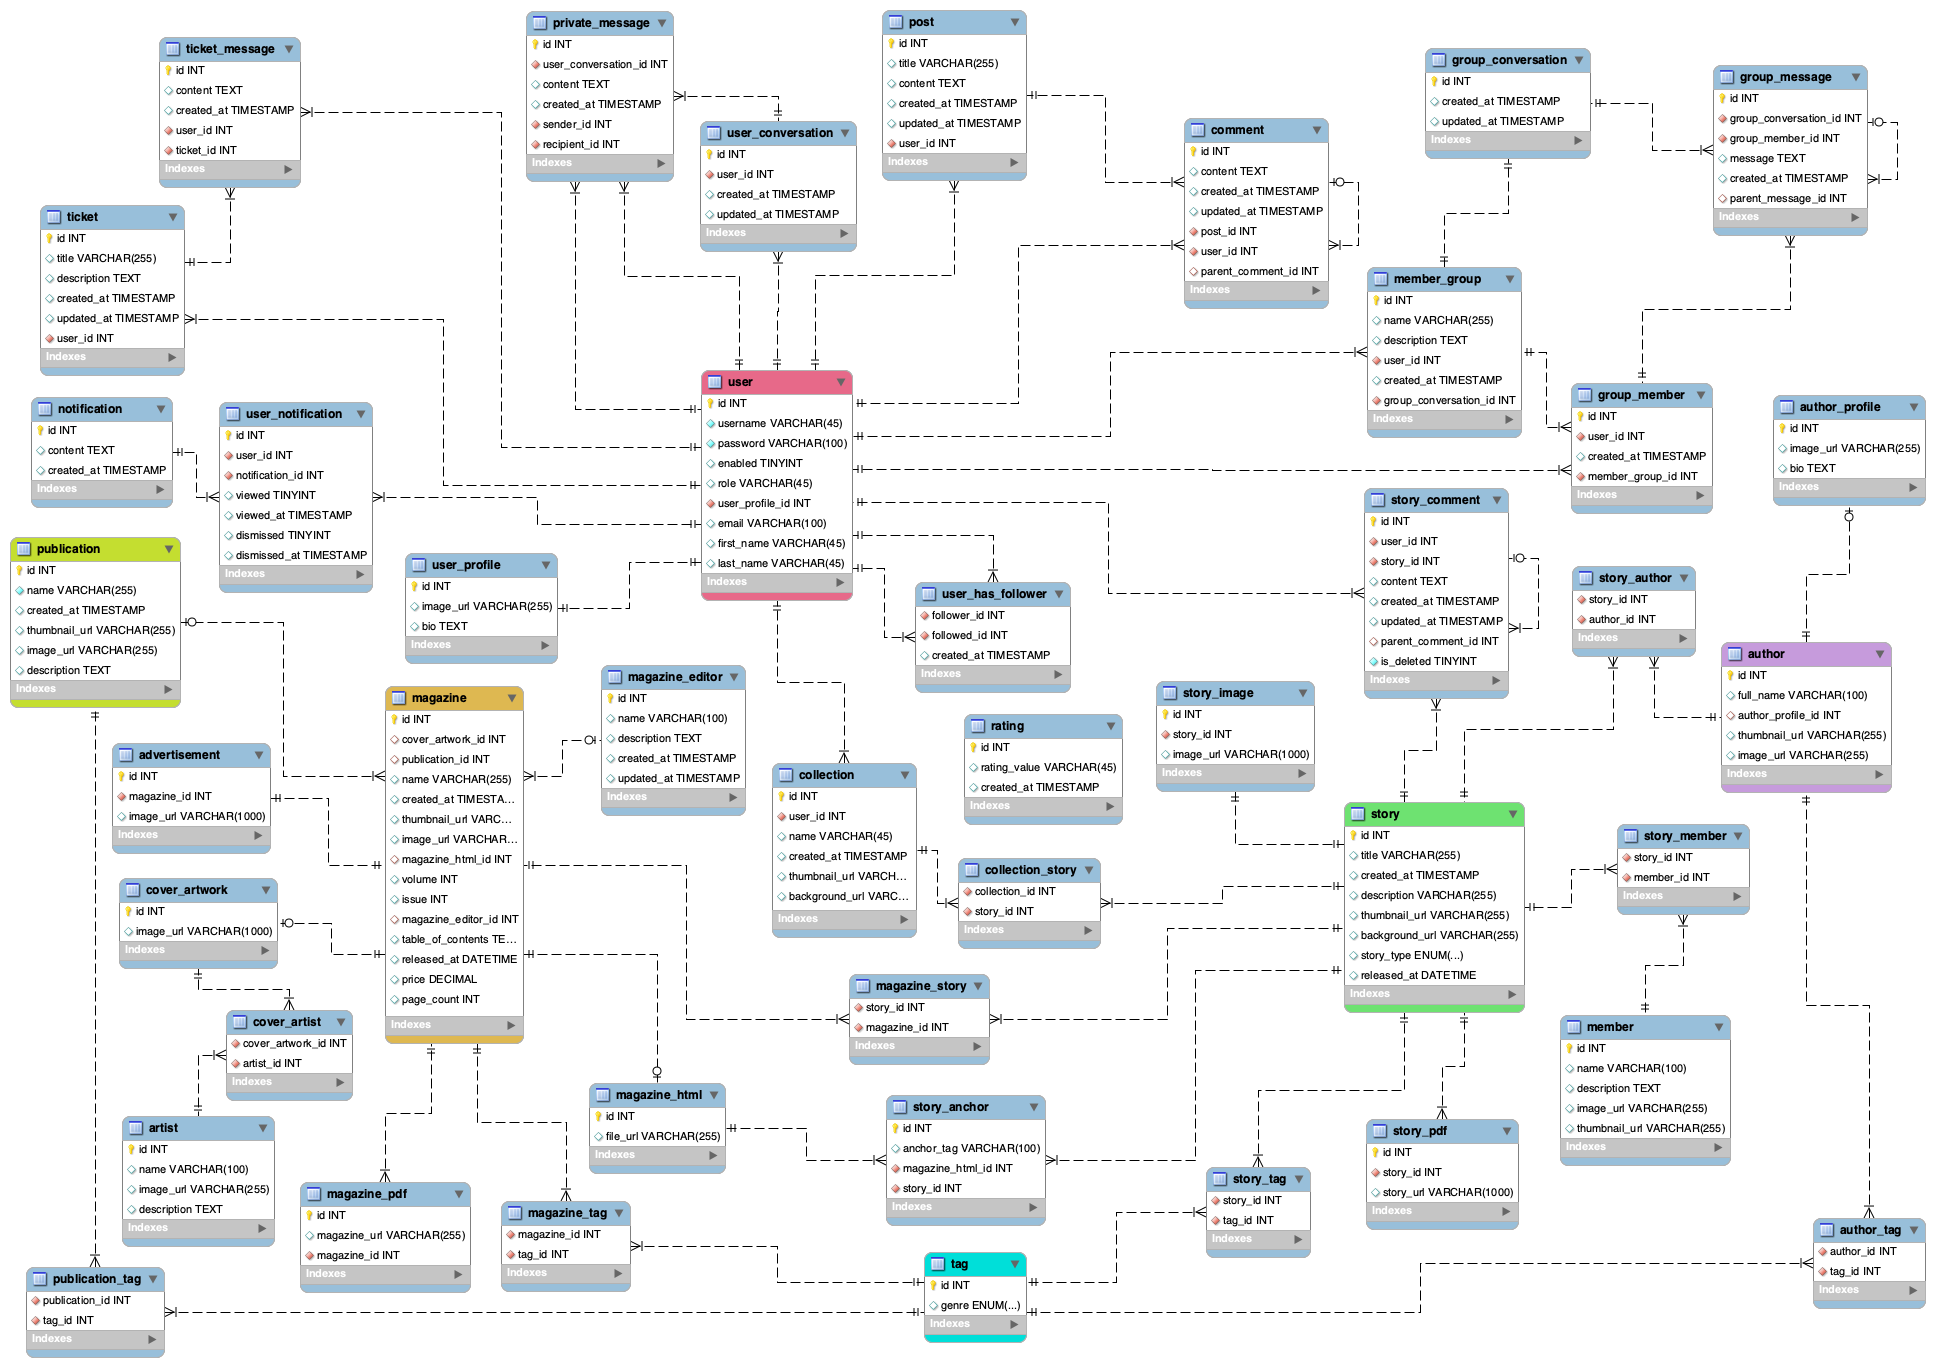 ticket_message
id INT
content TEXT
created_at TIMESTAMP
user_id INT
ticket_id INT
Indexes
private_message
id INT
user_conversation_id INT
content TEXT
created_at TIMESTAMP
sender_id INT
recipient_id INT
Indexes
user_conversation
id INT
user_id INT
created_at TIMESTAMP
updated_at TIMESTAMP
Indexes
post
id INT
title VARCHAR(255)
content TEXT
created_at TIMESTAMP
updated_at TIMESTAMP
user_id INT
Indexes
comment
id INT
content TEXT
created_at TIMESTAMP
updated_at TIMESTAMP
post_id INT
user_id INT
parent_comment_id INT
Indexes
group_conversation
id INT
created_at TIMESTAMP
updated_at TIMESTAMP
Indexes
group_message
id INT
group_conversation_id INT
group_member_id INT
message TEXT
created_at TIMESTAMP
parent_message_id INT
Indexes
ticket
id INT
title VARCHAR(255)
description TEXT
created_at TIMESTAMP
updated_at TIMESTAMP
user_id INT
Indexes
member_group
id INT
name VARCHAR(255)
description TEXT
user_id INT
created_at TIMESTAMP
group_conversation_id INT
Indexes
notification
id INT
content TEXT
created_at TIMESTAMP
Indexes
user_notification
id INT
user_id INT
notification_id INT
viewed TINYINT
viewed_at TIMESTAMP
dismissed TINYINT
dismissed_at TIMESTAMP
Indexes
user
id INT
username VARCHAR(45)
password VARCHAR(100)
enabled TINYINT
role VARCHAR(45)
user_profile_id INT
email VARCHAR(100)
first_name VARCHAR(45)
last_name VARCHAR(45)
Indexes
group_member
id INT
user_id INT
created_at TIMESTAMP
member_group_id INT
Indexes
author_profile
id INT
image_url VARCHAR(255)
bio TEXT
Indexes
publication
id INT
name VARCHAR(255)
created_at TIMESTAMP
thumbnail_url VARCHAR(255)
image_url VARCHAR(255)
description TEXT
Indexes
user_profile
id INT
image_url VARCHAR(255)
bio TEXT
Indexes
user_has_follower
follower_id INT
followed_id INT
created_at TIMESTAMP
Indexes
story_comment
id INT
user_id INT
story_id INT
content TEXT
created_at TIMESTAMP
updated_at TIMESTAMP
parent_comment_id INT
is_deleted TINYINT
Indexes
story_author
story_id INT
author_id INT
Indexes
author
id INT
full_name VARCHAR(100)
author_profile_id INT
thumbnail_url VARCHAR(255)
image_url VARCHAR(255)
Indexes
magazine
id INT
cover_artwork_id INT
publication_id INT
name VARCHAR(255)
created_at TIMESTA...
thumbnail_url VARC...
image_url VARCHAR...
magazine_html_id INT
volume INT
issue INT
magazine_editor_id INT
table_of_contents TE...
released_at DATETIME
price DECIMAL
page_count INT
Indexes
magazine_editor
id INT
name VARCHAR(100)
description TEXT
created_at TIMESTAMP
updated_at TIMESTAMP
Indexes
rating
id INT
rating_value VARCHAR(45)
created_at TIMESTAMP
Indexes
story_image
id INT
story_id INT
image_url VARCHAR(1000)
Indexes
advertisement
id INT
magazine_id INT
image_url VARCHAR(1000)
Indexes
collection
id INT
user_id INT
name VARCHAR(45)
created_at TIMESTAMP
thumbnail_url VARCH...
background_url VARC...
Indexes
collection_story
collection_id INT
story_id INT
Indexes
story
id INT
title VARCHAR(255)
created_at TIMESTAMP
description VARCHAR(255)
thumbnail_url VARCHAR(255)
background_url VARCHAR(255)
story_type ENUM(...)
released_at DATETIME
Indexes
story_member
story_id INT
member_id INT
Indexes
cover_artwork
id INT
image_url VARCHAR(1000)
Indexes
magazine_story
story_id INT
magazine_id INT
Indexes
cover_artist
cover_artwork_id INT
artist_id INT
Indexes
member
id INT
name VARCHAR(100)
description TEXT
image_url VARCHAR(255)
thumbnail_url VARCHAR(255)
Indexes
artist
id INT
name VARCHAR(100)
image_url VARCHAR(255)
description TEXT
Indexes
magazine_html
id INT
file_url VARCHAR(255)
Indexes
story_anchor
id INT
anchor_tag VARCHAR(100)
magazine_html_id INT
story_id INT
Indexes
story_pdf
id INT
story_id INT
story_url VARCHAR(1000)
Indexes
magazine_pdf
id INT
magazine_url VARCHAR(255)
magazine_id INT
Indexes
magazine_tag
magazine_id INT
tag_id INT
Indexes
story_tag
story_id INT
tag_id INT
Indexes
author_tag
author_id INT
tag_id INT
Indexes
publication_tag
publication_id INT
tag_id INT
Indexes
tag
id INT
genre ENUM(...)
Indexes